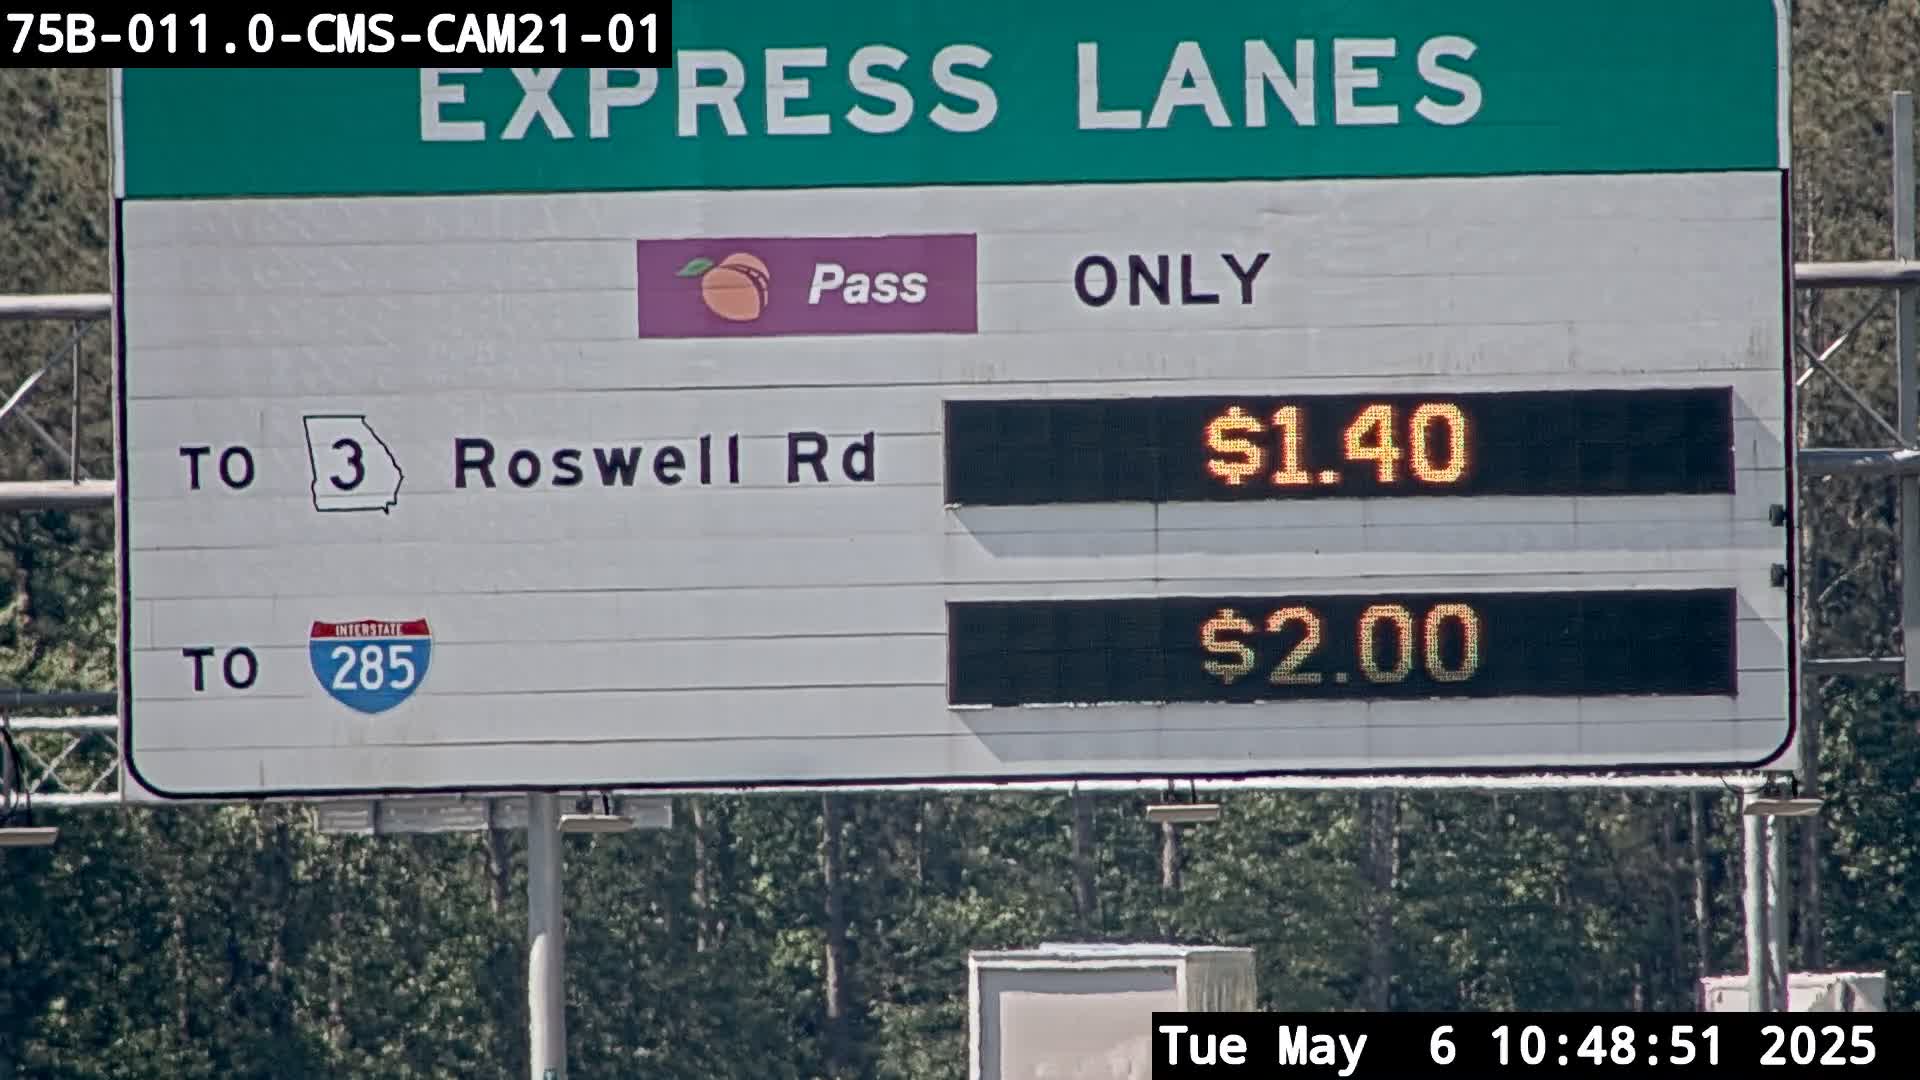 75B-011.0-CMS-CAM21-01
EXPRESS LANES
Pass ONLY
TO 3 Roswell Rd $1.40
INTERSTATE
TO 285 $2.00
Tue May 6 10:48:51 2025